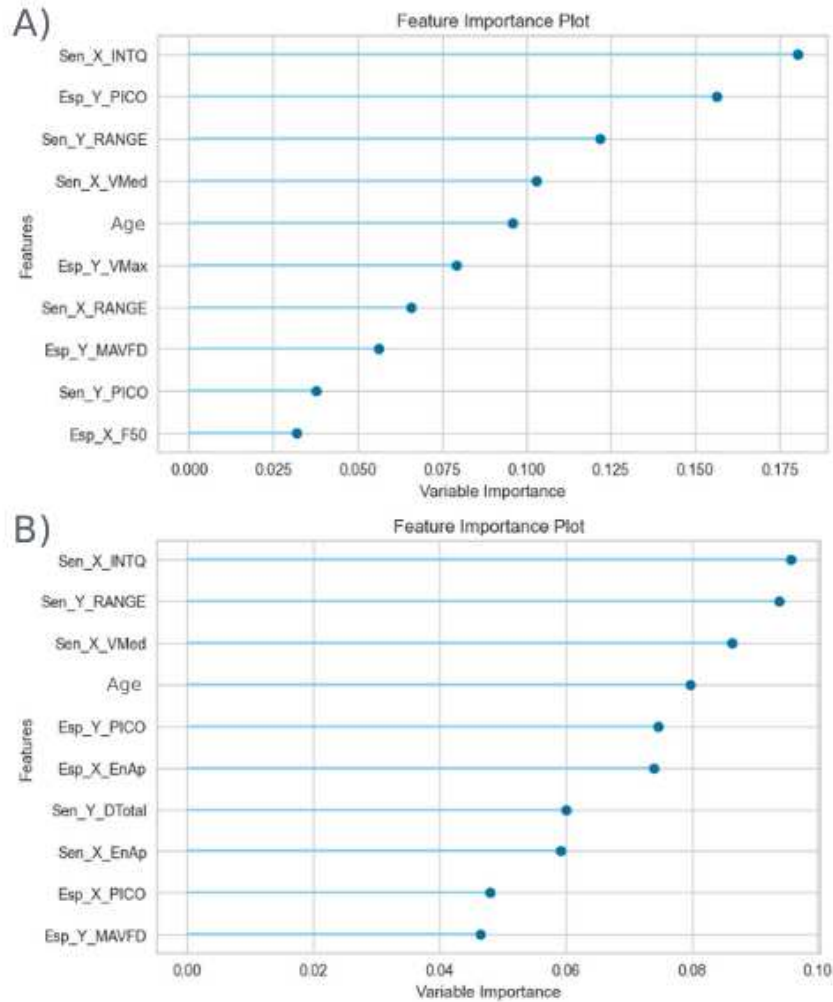 A)
Feature Importance Plot
Sen_X_INTQ
Esp_Y_PICO
Sen_Y_RANGE
Sen_X_VMed
Age
Esp_Y_VMax
Sen_X_RANGE
Esp_Y_MAVFD
Sen_Y_PICO
Esp_X_F50
Features
0.000 0.025 0.050 0.075 0.100 0.125 0.150 0.175
Variable Importance
B)
Feature Importance Plot
Sen_X_INTQ
Sen_Y_RANGE
Sen_X_VMed
Age
Esp_Y_PICO
Esp_X_EnAp
Sen_Y_DTotal
Sen_X_EnAp
Esp_X_PICO
Esp_Y_MAVFD
Features
0.00 0.02 0.04 0.06 0.08 0.10
Variable Importance